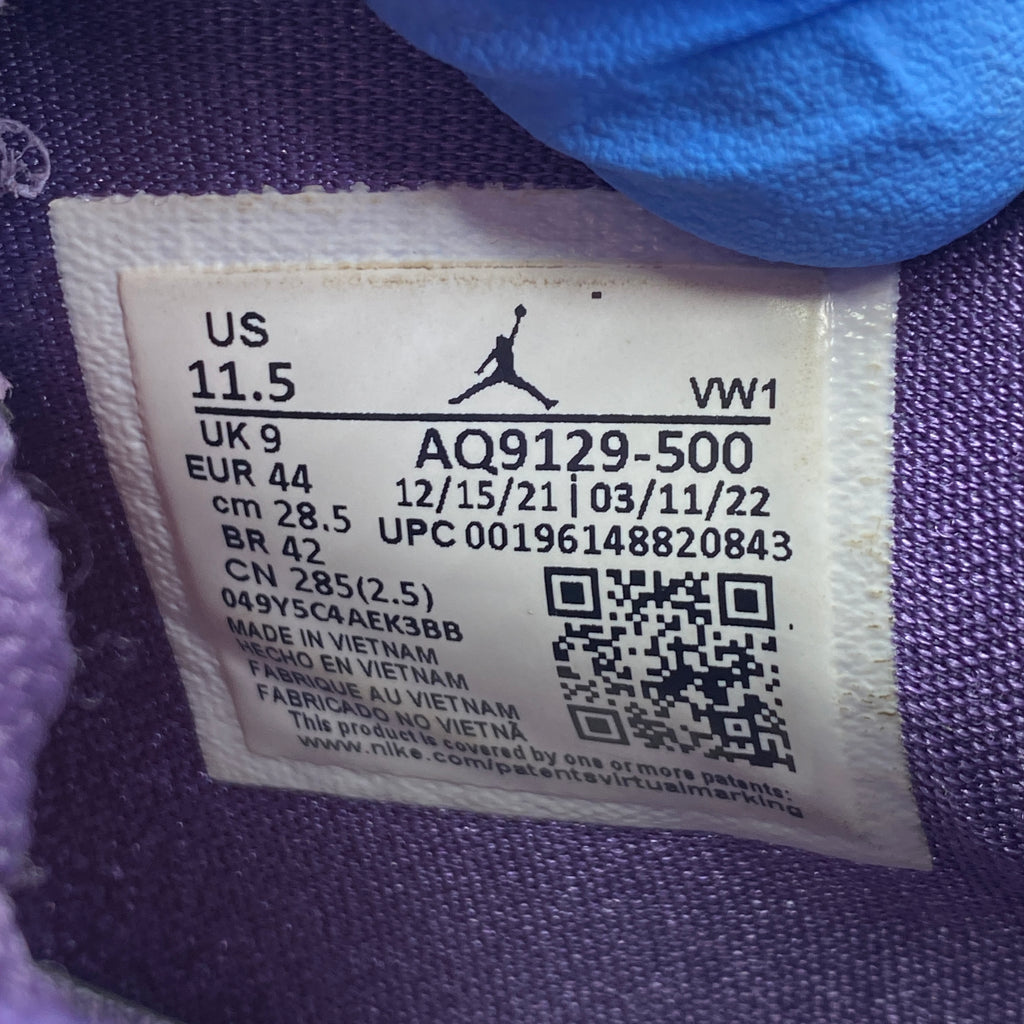 US
11.5
VW1
UK 9
AQ9129-500
EUR 44
12/15/21 | 03/11/22
cm 28.5
UPC 00196148820843
BR 42
CN 285(2.5)
049Y5C4AEK3BB
MADE IN VIETNAM
HECHO EN VIETNAM
FABRIQUE AU VIETNAM
FABRICADO NO VIETNÃ
This product is covered by one or more patents:
www.nike.com/patentsvirtualmarking